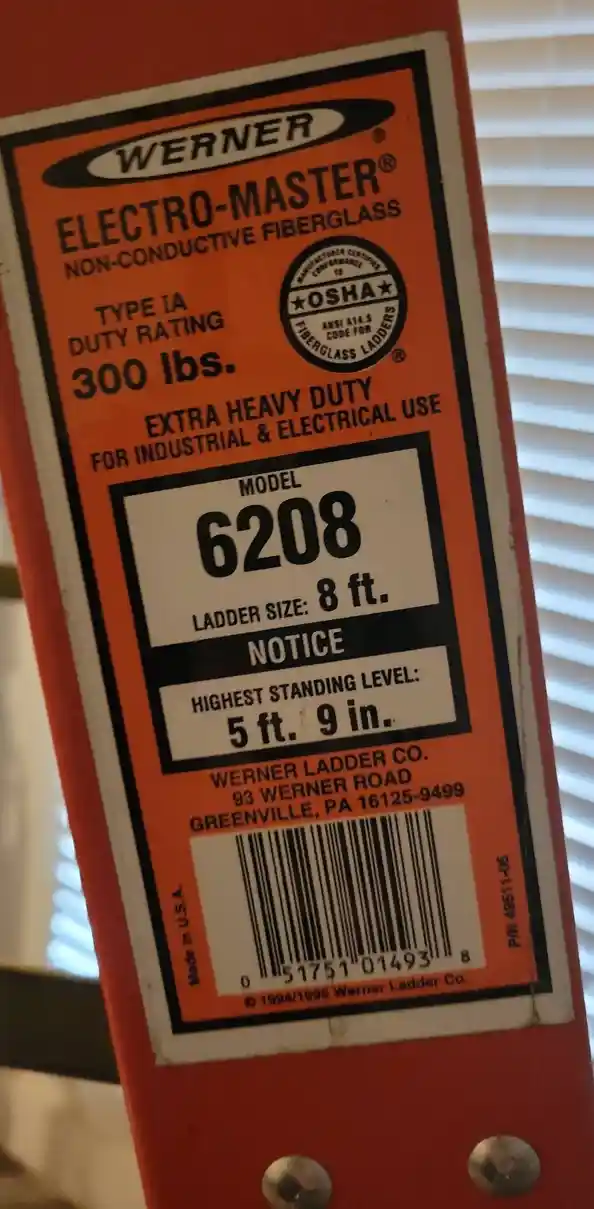 WERNER®
ELECTRO-MASTER®
NON-CONDUCTIVE FIBERGLASS
TYPE IA
DUTY RATING
300 lbs.
MANUFACTURER CERTIFIES
CONFORMANCE
TO
★OSHA★
ANSI A14.5
CODE FOR
FIBERGLASS LADDERS
®
EXTRA HEAVY DUTY
FOR INDUSTRIAL & ELECTRICAL USE
MODEL
6208
LADDER SIZE: 8 ft.
NOTICE
HIGHEST STANDING LEVEL:
5 ft. 9 in.
WERNER LADDER CO.
93 WERNER ROAD
GREENVILLE, PA 16125-9499
Made in U.S.A.
P/N 49511-05
0 51751 01493 8
© 1994/1995 Werner Ladder Co.